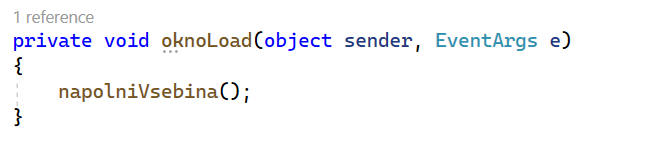 1 reference
private void oknoLoad(object sender, EventArgs e)
{
napolniVsebina();
}